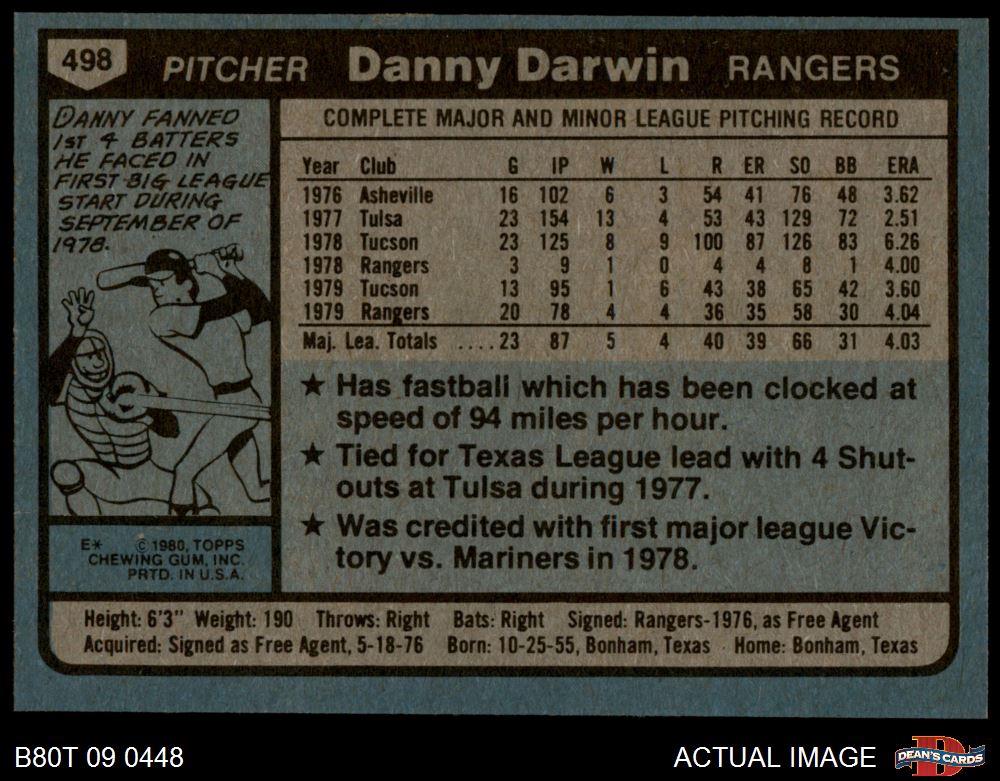 498 PITCHER Danny Darwin RANGERS
DANNY FANNED
1ST 4 BATTERS
HE FACED IN
FIRST BIG LEAGUE
START DURING
SEPTEMBER OF
1978.
E* © 1980, TOPPS
CHEWING GUM, INC.
PRTD. IN U.S.A.
COMPLETE MAJOR AND MINOR LEAGUE PITCHING RECORD
Year Club G IP W L R ER SO BB ERA
1976 Asheville 16 102 6 3 54 41 76 48 3.62
1977 Tulsa 23 154 13 4 53 43 129 72 2.51
1978 Tucson 23 125 8 9 100 87 126 83 6.26
1978 Rangers 3 9 1 0 4 4 8 1 4.00
1979 Tucson 13 95 1 6 43 38 65 42 3.60
1979 Rangers 20 78 4 4 36 35 58 30 4.04
Maj. Lea. Totals ....23 87 5 4 40 39 66 31 4.03
★ Has fastball which has been clocked at
speed of 94 miles per hour.
★ Tied for Texas League lead with 4 Shut-
outs at Tulsa during 1977.
★ Was credited with first major league Vic-
tory vs. Mariners in 1978.
Height: 6'3" Weight: 190 Throws: Right Bats: Right Signed: Rangers-1976, as Free Agent
Acquired: Signed as Free Agent, 5-18-76 Born: 10-25-55, Bonham, Texas Home: Bonham, Texas
B80T 09 0448 ACTUAL IMAGE D DEAN'S CARDS